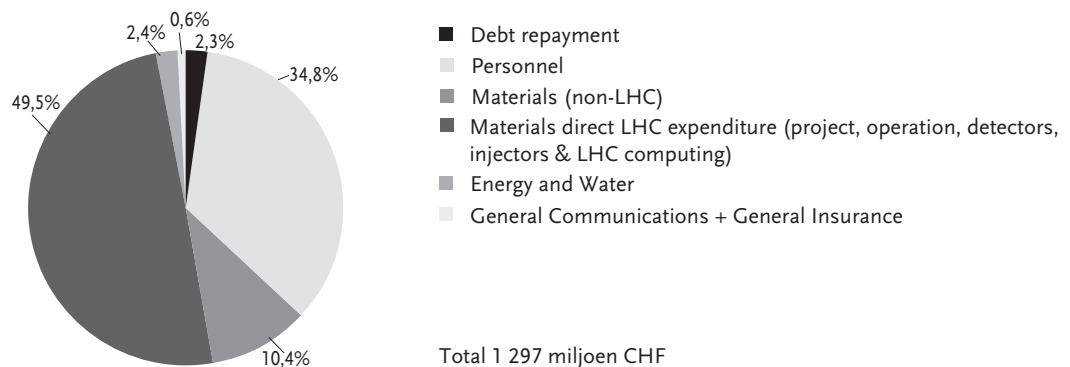 0,6%
2,4%
2,3%
34,8%
49,5%
10,4%
Debt repayment
Personnel
Materials (non-LHC)
Materials direct LHC expenditure (project, operation, detectors,
injectors & LHC computing)
Energy and Water
General Communications + General Insurance
Total 1 297 miljoen CHF